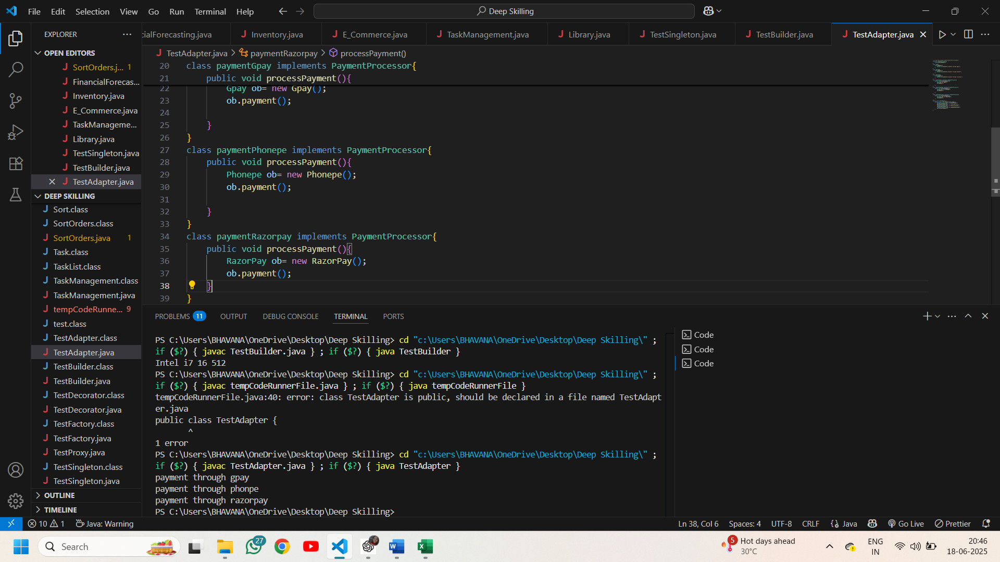 File Edit Selection View Go Run Terminal Help
Deep Skilling
EXPLORER
cialForecasting.java
Inventory.java
E_Commerce.java
TaskManagement.java
Library.java
TestSingleton.java
TestBuilder.java
TestAdapter.java
OPEN EDITORS
SortOrders.j... 1
FinancialForecas...
Inventory.java
E_Commerce.java
TaskManageme...
Library.java
TestSingleton.java
TestBuilder.java
TestAdapter.java
DEEP SKILLING
Sort.class
SortOrders.class
SortOrders.java 1
Task.class
TaskList.class
TaskManagement.class
TaskManagement.java
tempCodeRunne... 9
test.class
TestAdapter.class
TestAdapter.java
TestBuilder.class
TestBuilder.java
TestDecorator.class
TestDecorator.java
TestFactory.class
TestFactory.java
TestProxy.java
TestSingleton.class
TestSingleton.java
OUTLINE
TIMELINE
TestAdapter.java > paymentRazorpay > processPayment()
20 class paymentGpay implements PaymentProcessor{
21 public void processPayment(){
22 Gpay ob= new Gpay();
23 ob.payment();
24
25 }
26 }
27 class paymentPhonepe implements PaymentProcessor{
28 public void processPayment(){
29 Phonepe ob= new Phonepe();
30 ob.payment();
31
32 }
33 }
34 class paymentRazorpay implements PaymentProcessor{
35 public void processPayment(){
36 RazorPay ob= new RazorPay();
37 ob.payment();
38 }
39 }
PROBLEMS 11 OUTPUT DEBUG CONSOLE TERMINAL PORTS
PS C:\Users\BHAVANA\OneDrive\Desktop\Deep Skilling> cd "c:\Users\BHAVANA\OneDrive\Desktop\Deep Skilling\" ;
if ($?) { javac TestBuilder.java } ; if ($?) { java TestBuilder }
Intel i7 16 512
PS C:\Users\BHAVANA\OneDrive\Desktop\Deep Skilling> cd "c:\Users\BHAVANA\OneDrive\Desktop\Deep Skilling\" ;
if ($?) { javac tempCodeRunnerFile.java } ; if ($?) { java tempCodeRunnerFile }
tempCodeRunnerFile.java:40: error: class TestAdapter is public, should be declared in a file named TestAdapt
er.java
public class TestAdapter {
^
1 error
PS C:\Users\BHAVANA\OneDrive\Desktop\Deep Skilling> cd "c:\Users\BHAVANA\OneDrive\Desktop\Deep Skilling\" ;
if ($?) { javac TestAdapter.java } ; if ($?) { java TestAdapter }
payment through gpay
payment through phonpe
payment through razorpay
PS C:\Users\BHAVANA\OneDrive\Desktop\Deep Skilling>
Code
Code
Code
10 1 Java: Warning
Ln 38, Col 6 Spaces: 4 UTF-8 CRLF {} Java Go Live Prettier
Search
27
5 Hot days ahead
30°C
ENG
IN
20:46
18-06-2025